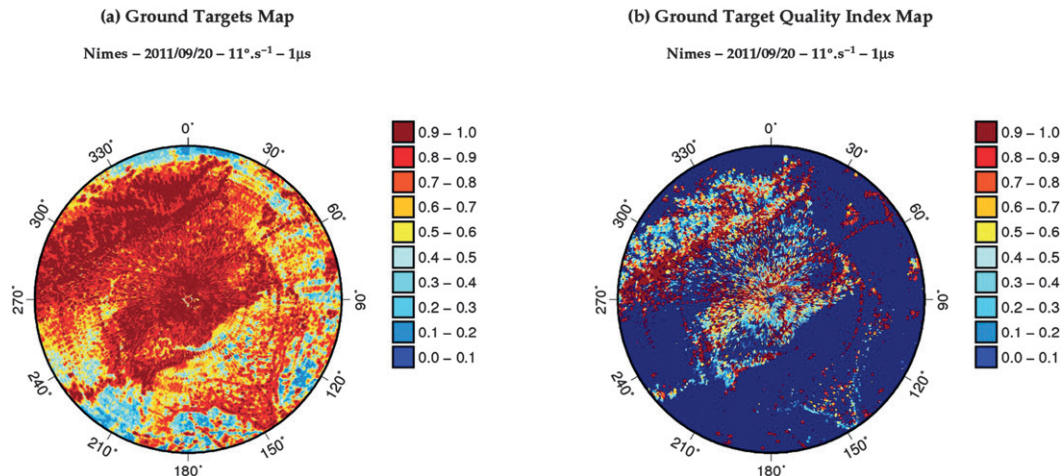 (a) Ground Targets Map
Nimes – 2011/09/20 – 11°.s⁻¹ – 1μs
0°
30°
60°
90°
120°
150°
180°
210°
240°
270°
300°
330°
0.9 – 1.0
0.8 – 0.9
0.7 – 0.8
0.6 – 0.7
0.5 – 0.6
0.4 – 0.5
0.3 – 0.4
0.2 – 0.3
0.1 – 0.2
0.0 – 0.1
(b) Ground Target Quality Index Map
Nimes – 2011/09/20 – 11°.s⁻¹ – 1μs
0°
30°
60°
90°
120°
150°
180°
210°
240°
270°
300°
330°
0.9 – 1.0
0.8 – 0.9
0.7 – 0.8
0.6 – 0.7
0.5 – 0.6
0.4 – 0.5
0.3 – 0.4
0.2 – 0.3
0.1 – 0.2
0.0 – 0.1